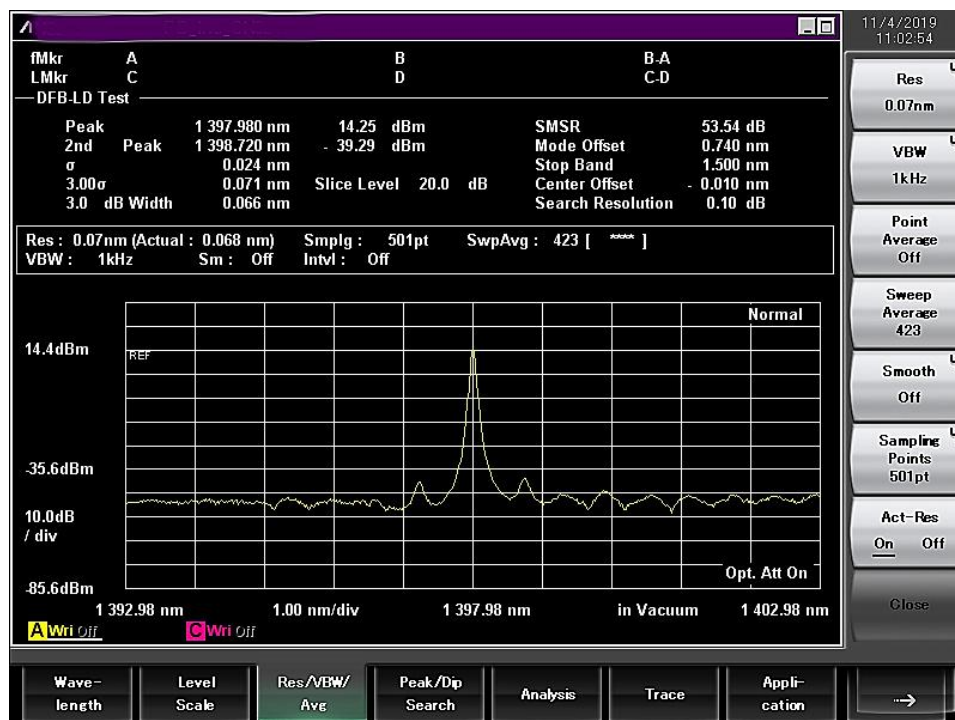 11/4/2019
11:02:54
fMkr A B B-A
LMkr C D C-D
DFB-LD Test
Peak 1 397.980 nm 14.25 dBm SMSR 53.54 dB
2nd Peak 1 398.720 nm - 39.29 dBm Mode Offset 0.740 nm
σ 0.024 nm Stop Band 1.500 nm
3.00σ 0.071 nm Slice Level 20.0 dB Center Offset - 0.010 nm
3.0 dB Width 0.066 nm Search Resolution 0.10 dB
Res : 0.07nm (Actual : 0.068 nm) Smplg : 501pt SwpAvg : 423 [ **** ]
VBW : 1kHz Sm : Off Intvl : Off
Normal
14.4dBm
REF
-35.6dBm
10.0dB
/ div
-85.6dBm
Opt. Att On
1 392.98 nm 1.00 nm/div 1 397.98 nm in Vacuum 1 402.98 nm
A Wri Off C Wri Off
Res
0.07nm
VBW
1kHz
Point
Average
Off
Sweep
Average
423
Smooth
Off
Sampling
Points
501pt
Act-Res
On Off
Close
Wave-
length
Level
Scale
Res/VBW/
Avg
Peak/Dip
Search
Analysis
Trace
Appli-
cation
→